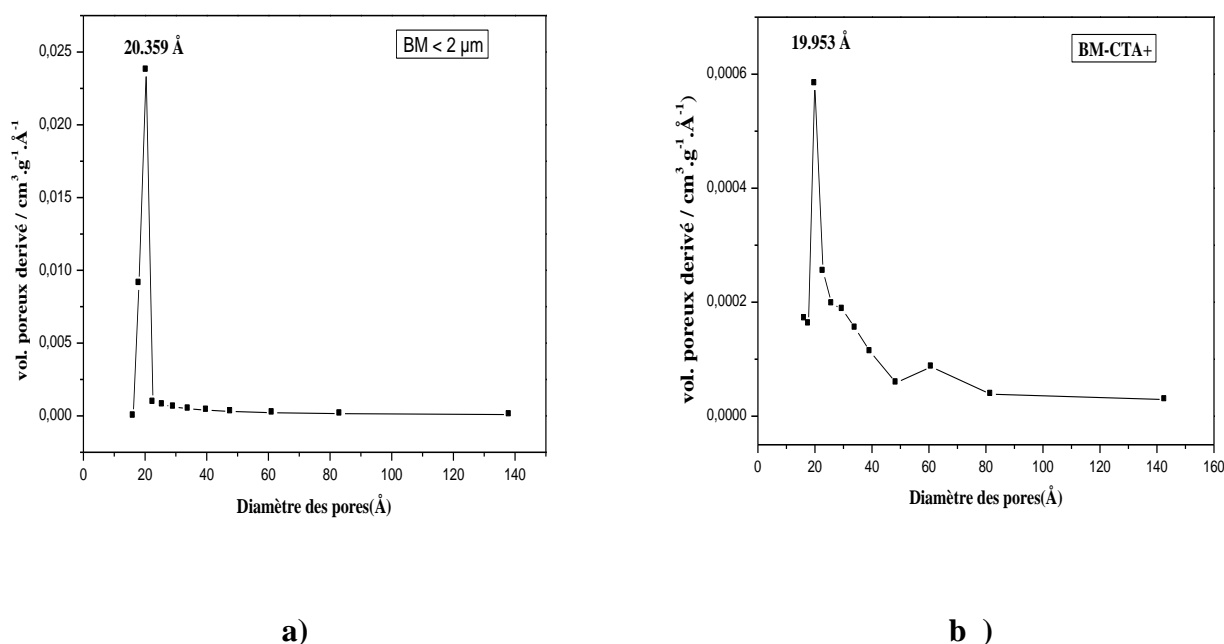 20.359 Å
BM < 2 µm
0,025
0,020
0,015
0,010
0,005
0,000
vol. poreux derivé / cm³.g⁻¹.Å⁻¹
0 20 40 60 80 100 120 140
Diamètre des pores(Å)
a)
19.953 Å
BM-CTA+
0,0006
0,0004
0,0002
0,0000
vol. poreux derivé / cm³.g⁻¹.Å⁻¹)
0 20 40 60 80 100 120 140 160
Diamètre des pores(Å)
b )